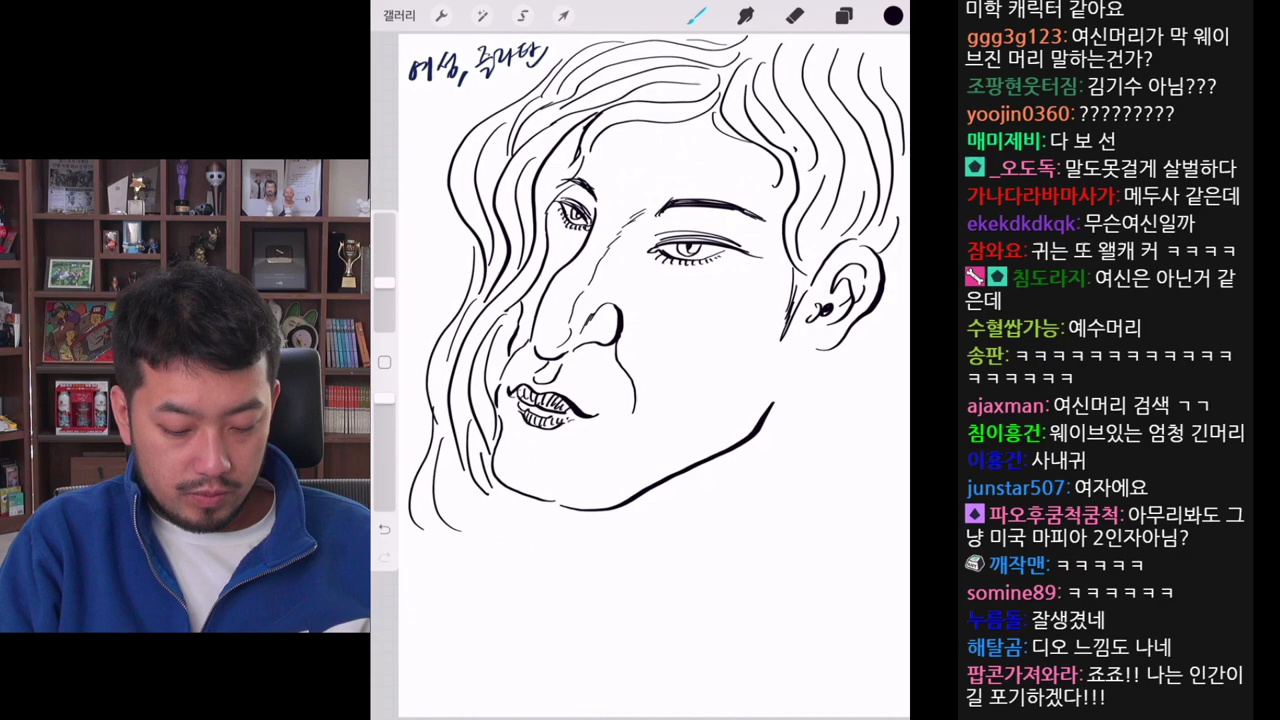 갤러리
여성, 즐라탄
미학 캐릭터 같아요
ggg3g123: 여신머리가 막 웨이
브진 머리 말하는건가?
조팡현웃터짐: 김기수 아님???
yoojin0360: ?????????
매미제비: 다 보 선
_오도독: 말도못걸게 살벌하다
가나다라바마사가: 메두사 같은데
ekekdkdkqk: 무슨여신일까
잠와요: 귀는 또 왤캐 커 ㅋㅋㅋㅋ
침도라지: 여신은 아닌거 같
은데
수혈쌉가능: 예수머리
송판: ㅋㅋㅋㅋㅋㅋㅋㅋㅋㅋㅋㅋ
ㅋㅋㅋㅋㅋㅋ
ajaxman: 여신머리 검색 ㄱㄱ
침이흥건: 웨이브있는 엄청 긴머리
이흥건: 사내귀
junstar507: 여자에요
파오후쿰척쿰척: 아무리봐도 그
냥 미국 마피아 2인자아님?
깨작맨: ㅋㅋㅋㅋㅋ
somine89: ㅋㅋㅋㅋㅋㅋ
누름돌: 잘생겼네
해탈곰: 디오 느낌도 나네
팝콘가져와라: 죠죠!! 나는 인간이
길 포기하겠다!!!